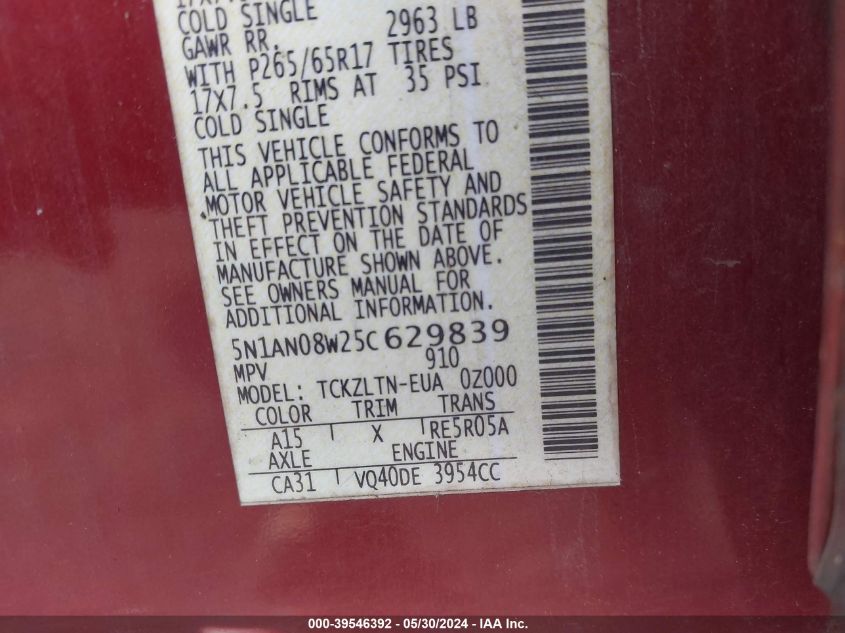 COLD SINGLE
GAWR RR. 2963 LB
WITH P265/65R17 TIRES
17X7.5 RIMS AT 35 PSI
COLD SINGLE
THIS VEHICLE CONFORMS TO
ALL APPLICABLE FEDERAL
MOTOR VEHICLE SAFETY AND
THEFT PREVENTION STANDARDS
IN EFFECT ON THE DATE OF
MANUFACTURE SHOWN ABOVE.
SEE OWNERS MANUAL FOR
ADDITIONAL INFORMATION.
5N1AN08W25C629839
MPV 910
MODEL: TCKZLTN-EUA 0Z000
COLOR TRIM TRANS
A15 X RE5R05A
AXLE ENGINE
CA31 VQ40DE 3954CC
000-39546392 - 05/30/2024 - IAA Inc.